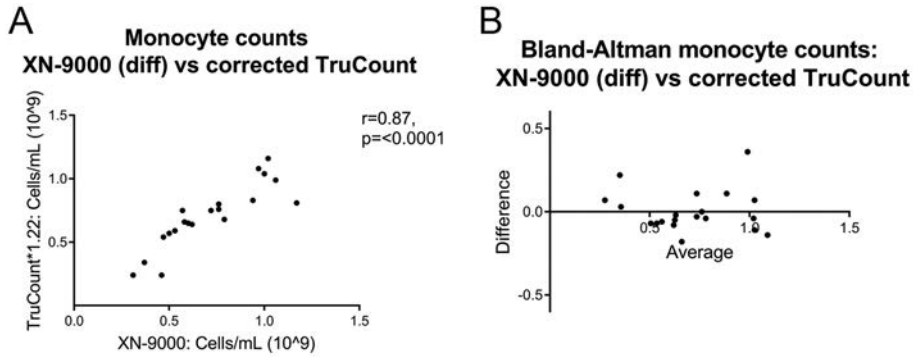 A
Monocyte counts
XN-9000 (diff) vs corrected TruCount
TruCount*1.22: Cells/mL (10^9)
1.5
1.0
0.5
0.0
0.5
1.0
1.5
XN-9000: Cells/mL (10^9)
r=0.87,
p=<0.0001
B
Bland-Altman monocyte counts:
XN-9000 (diff) vs corrected TruCount
Difference
0.5
0.0
-0.5
0.5
1.0
1.5
Average